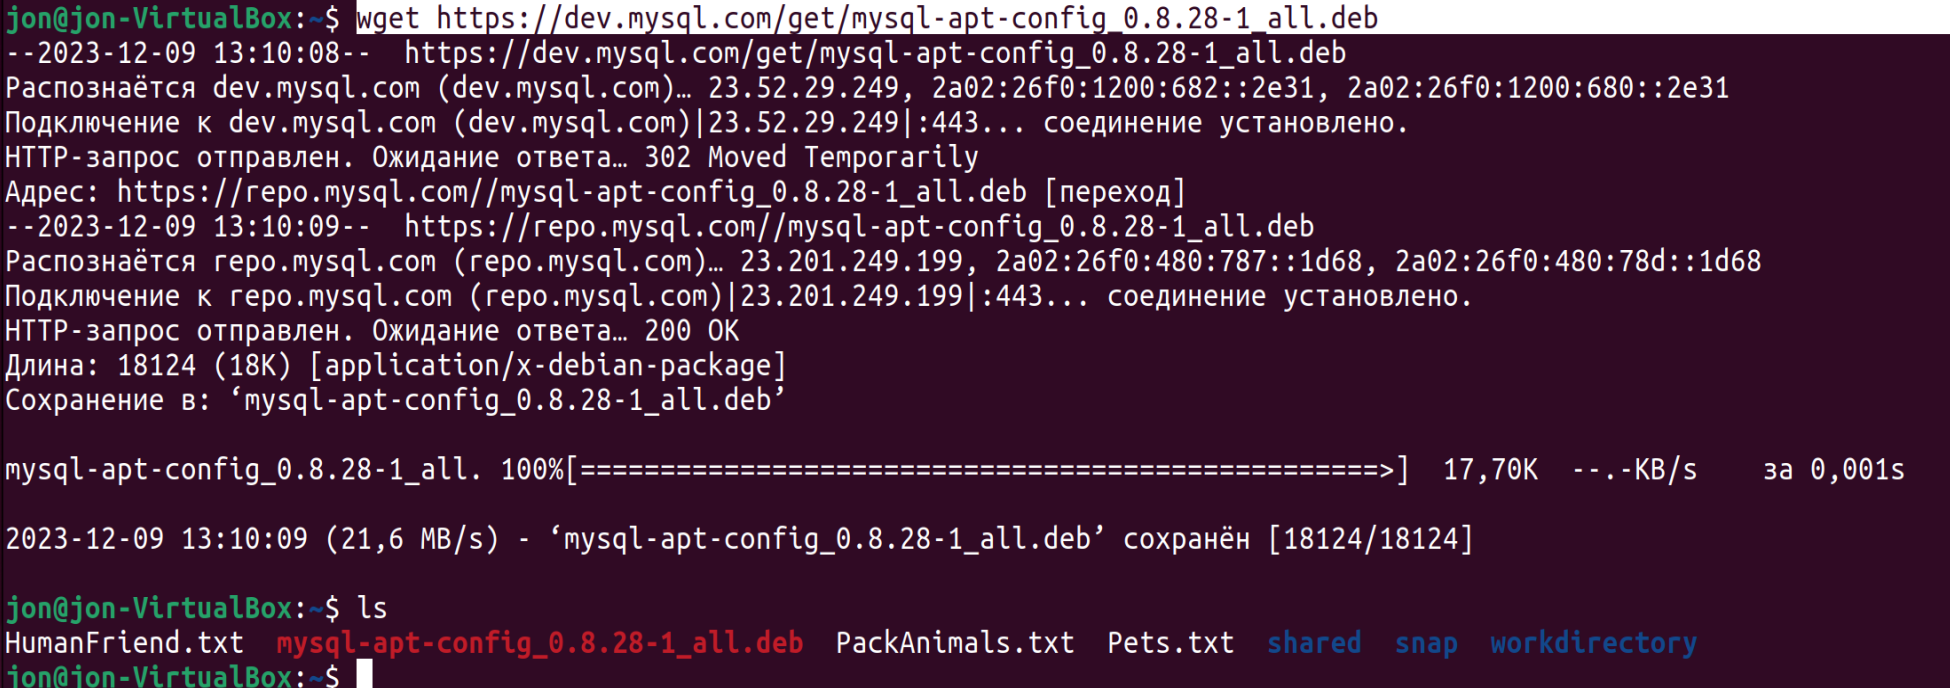 jon@jon-VirtualBox:~$ wget https://dev.mysql.com/get/mysql-apt-config_0.8.28-1_all.deb
--2023-12-09 13:10:08--  https://dev.mysql.com/get/mysql-apt-config_0.8.28-1_all.deb
Распознаётся dev.mysql.com (dev.mysql.com)… 23.52.29.249, 2a02:26f0:1200:682::2e31, 2a02:26f0:1200:680::2e31
Подключение к dev.mysql.com (dev.mysql.com)|23.52.29.249|:443... соединение установлено.
HTTP-запрос отправлен. Ожидание ответа… 302 Moved Temporarily
Адрес: https://repo.mysql.com//mysql-apt-config_0.8.28-1_all.deb [переход]
--2023-12-09 13:10:09--  https://repo.mysql.com//mysql-apt-config_0.8.28-1_all.deb
Распознаётся repo.mysql.com (repo.mysql.com)… 23.201.249.199, 2a02:26f0:480:787::1d68, 2a02:26f0:480:78d::1d68
Подключение к repo.mysql.com (repo.mysql.com)|23.201.249.199|:443... соединение установлено.
HTTP-запрос отправлен. Ожидание ответа… 200 OK
Длина: 18124 (18K) [application/x-debian-package]
Сохранение в: ‘mysql-apt-config_0.8.28-1_all.deb’
mysql-apt-config_0.8.28-1_all. 100%[==================================================>]  17,70K  --.-KB/s    за 0,001s
2023-12-09 13:10:09 (21,6 MB/s) - ‘mysql-apt-config_0.8.28-1_all.deb’ сохранён [18124/18124]
jon@jon-VirtualBox:~$ ls
HumanFriend.txt  mysql-apt-config_0.8.28-1_all.deb  PackAnimals.txt  Pets.txt  shared  snap  workdirectory
jon@jon-VirtualBox:~$